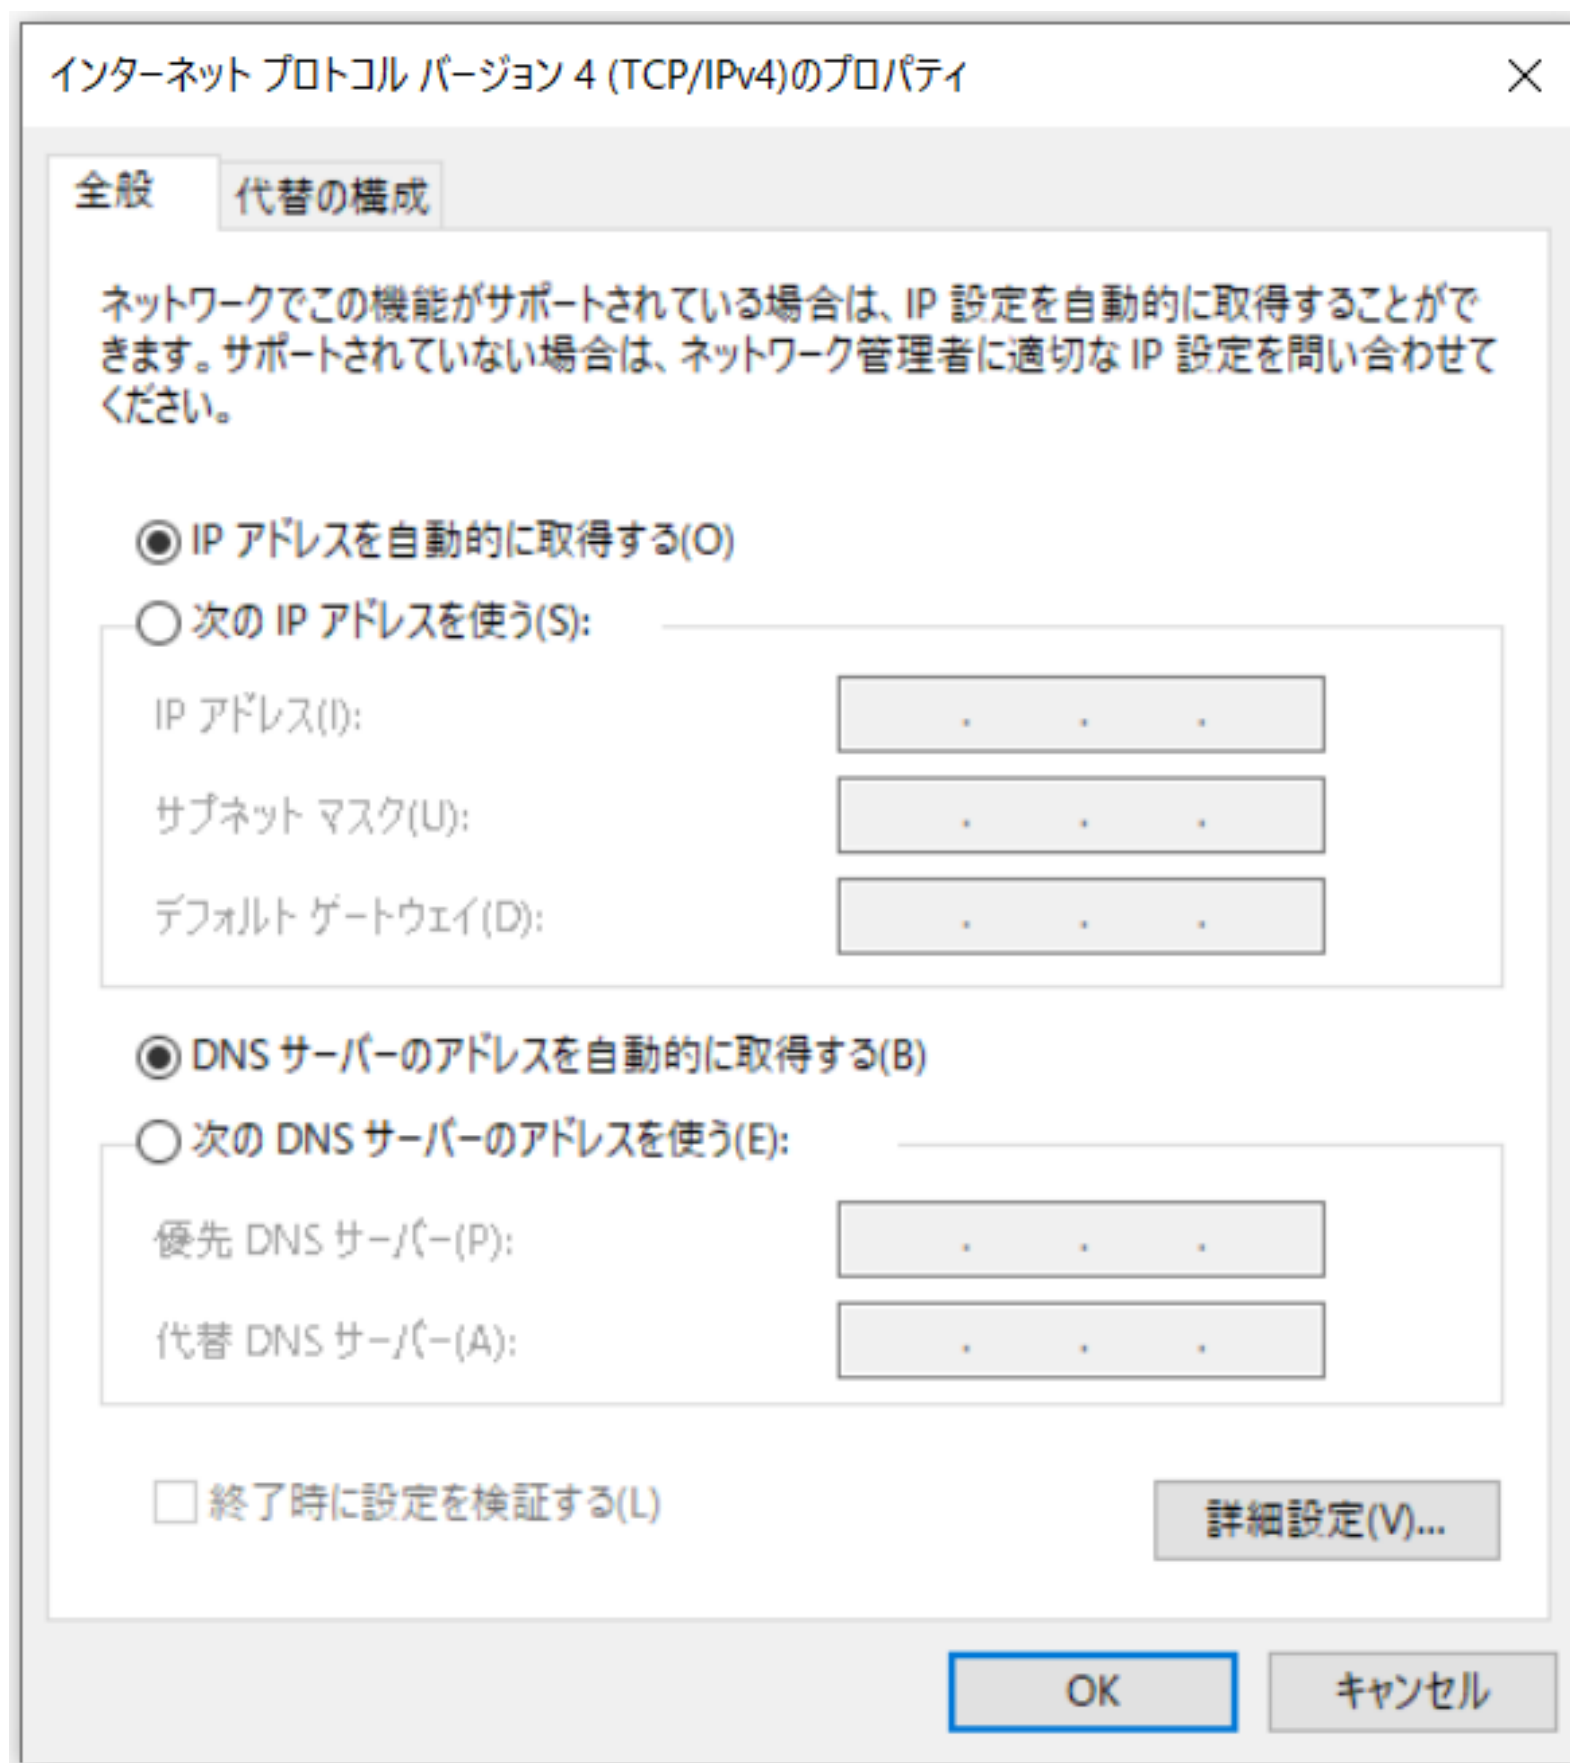 インターネット プロトコル バージョン 4 (TCP/IPv4)のプロパティ
全般
代替の構成
ネットワークでこの機能がサポートされている場合は、IP 設定を自動的に取得することがで
きます。サポートされていない場合は、ネットワーク管理者に適切な IP 設定を問い合わせて
ください。
IP アドレスを自動的に取得する(O)
次の IP アドレスを使う(S):
IP アドレス(I):
サブネット マスク(U):
デフォルト ゲートウェイ(D):
DNS サーバーのアドレスを自動的に取得する(B)
次の DNS サーバーのアドレスを使う(E):
優先 DNS サーバー(P):
代替 DNS サーバー(A):
終了時に設定を検証する(L)
詳細設定(V)...
OK
キャンセル